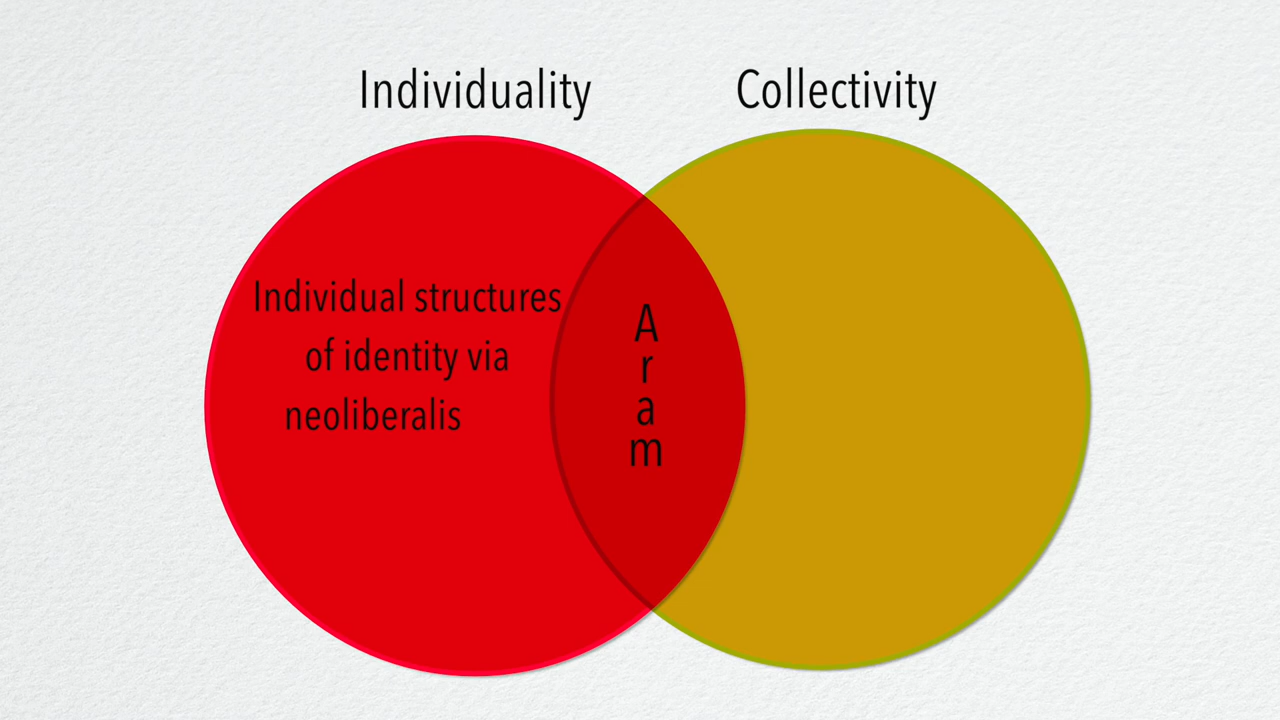 Individuality
Collectivity
Individual structures
of identity via
neoliberalis
A
r
a
m